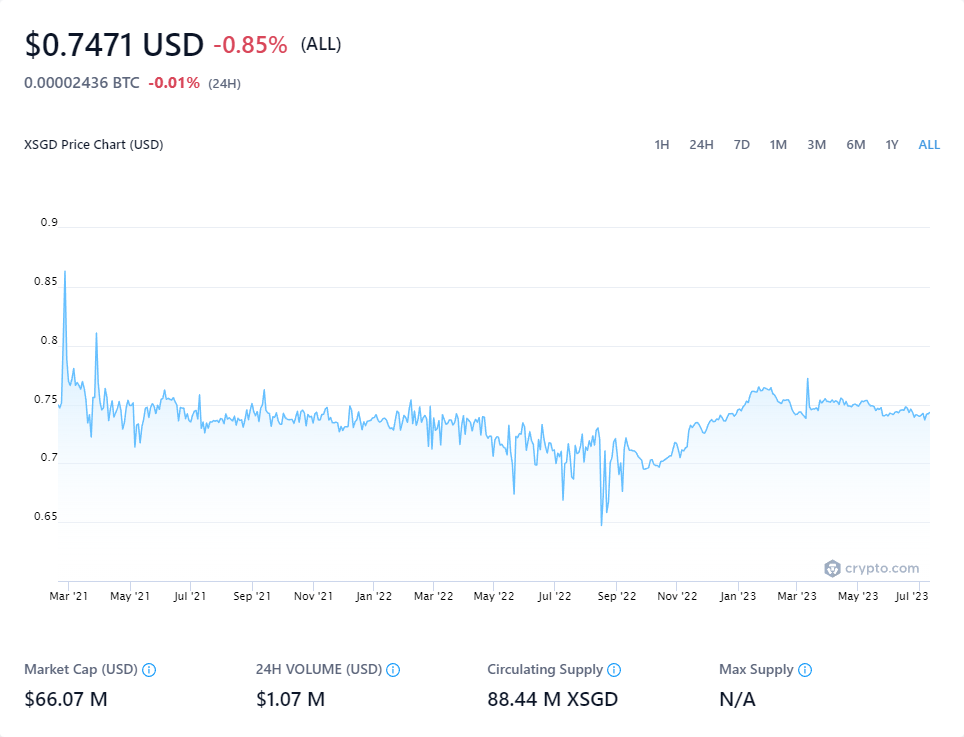 $0.7471 USD -0.85% (ALL)
0.00002436 BTC -0.01% (24H)
XSGD Price Chart (USD) 1H 24H 7D 1M 3M 6M 1Y ALL
0.9
0.85
0.8
0.75
0.7
0.65
crypto.com
Mar '21 May '21 Jul '21 Sep '21 Nov '21 Jan '22 Mar '22 May '22 Jul '22 Sep '22 Nov '22 Jan '23 Mar '23 May '23 Jul '23
Market Cap (USD) 24H VOLUME (USD) Circulating Supply Max Supply
$66.07 M $1.07 M 88.44 M XSGD N/A